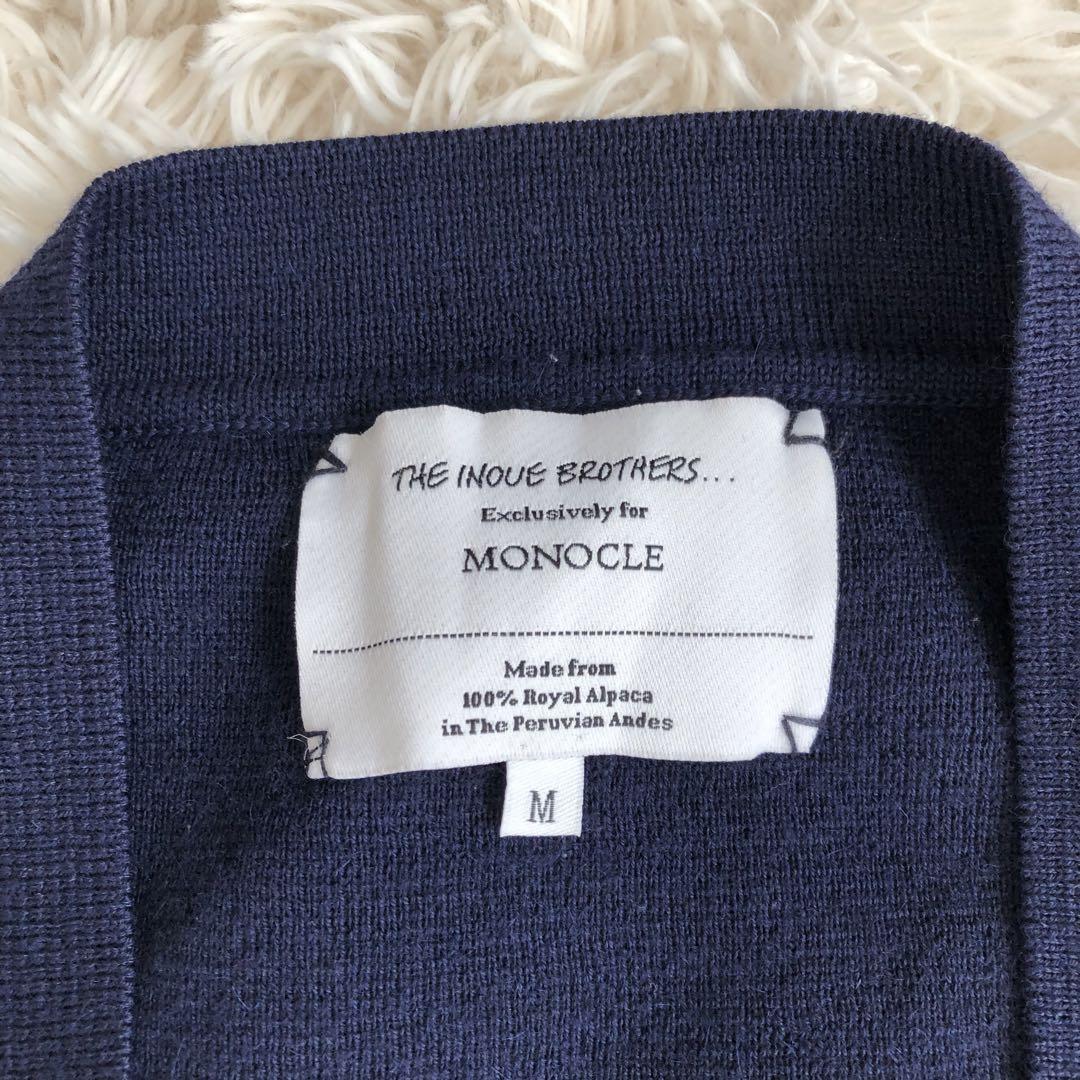 THE INOUE BROTHERS...
Exclusively for
MONOCLE
Made from
100% Royal Alpaca
in The Peruvian Andes
M